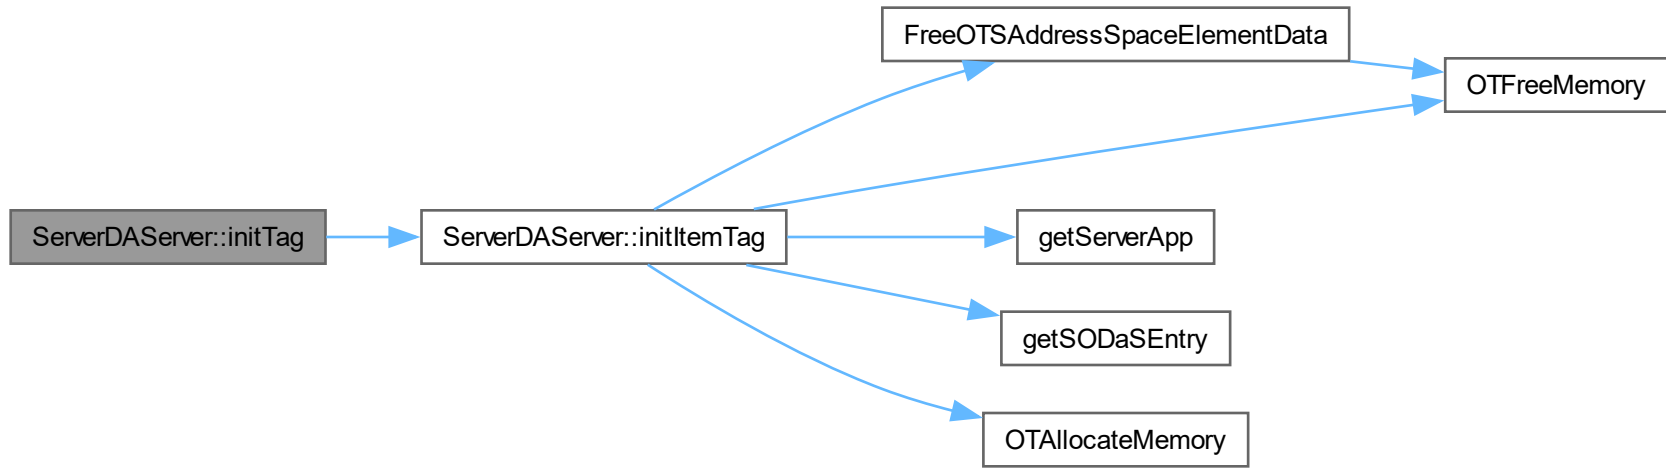 FreeOTSAddressSpaceElementData
OTFreeMemory
ServerDAServer::initTag
ServerDAServer::initItemTag
getServerApp
getSODaSEntry
OTAllocateMemory